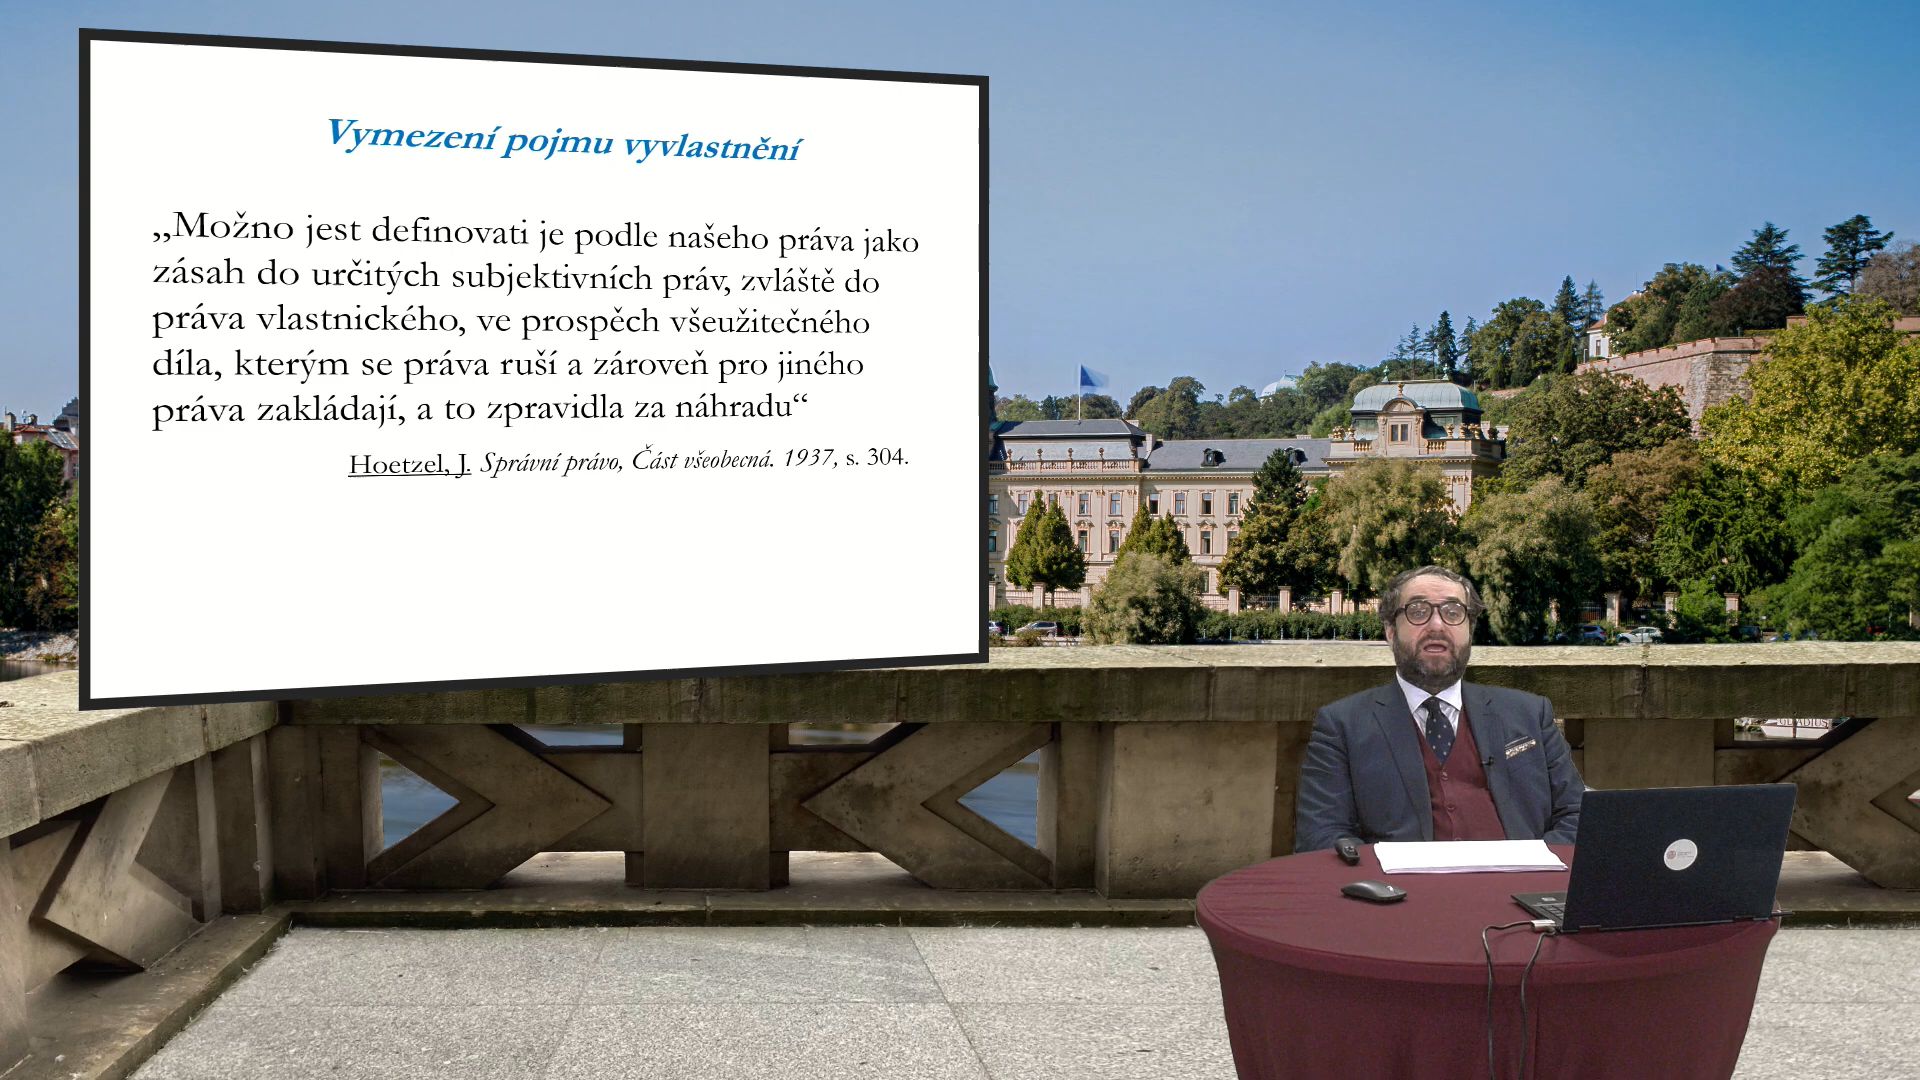 Vymezení pojmu vyvlastnění
„Možno jest definovati je podle našeho práva jako
zásah do určitých subjektivních práv, zvláště do
práva vlastnického, ve prospěch všeužitečného
díla, kterým se práva ruší a zároveň pro jiného
práva zakládají, a to zpravidla za náhradu“
Hoetzel, J. Správní právo, Část všeobecná. 1937, s. 304.